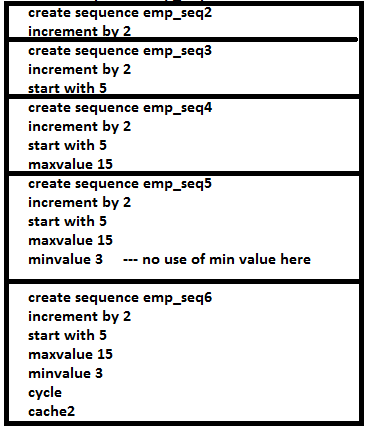 create sequence emp_seq2
increment by 2
create sequence emp_seq3
increment by 2
start with 5
create sequence emp_seq4
increment by 2
start with 5
maxvalue 15
create sequence emp_seq5
increment by 2
start with 5
maxvalue 15
minvalue 3 --- no use of min value here
create sequence emp_seq6
increment by 2
start with 5
maxvalue 15
minvalue 3
cycle
cache2